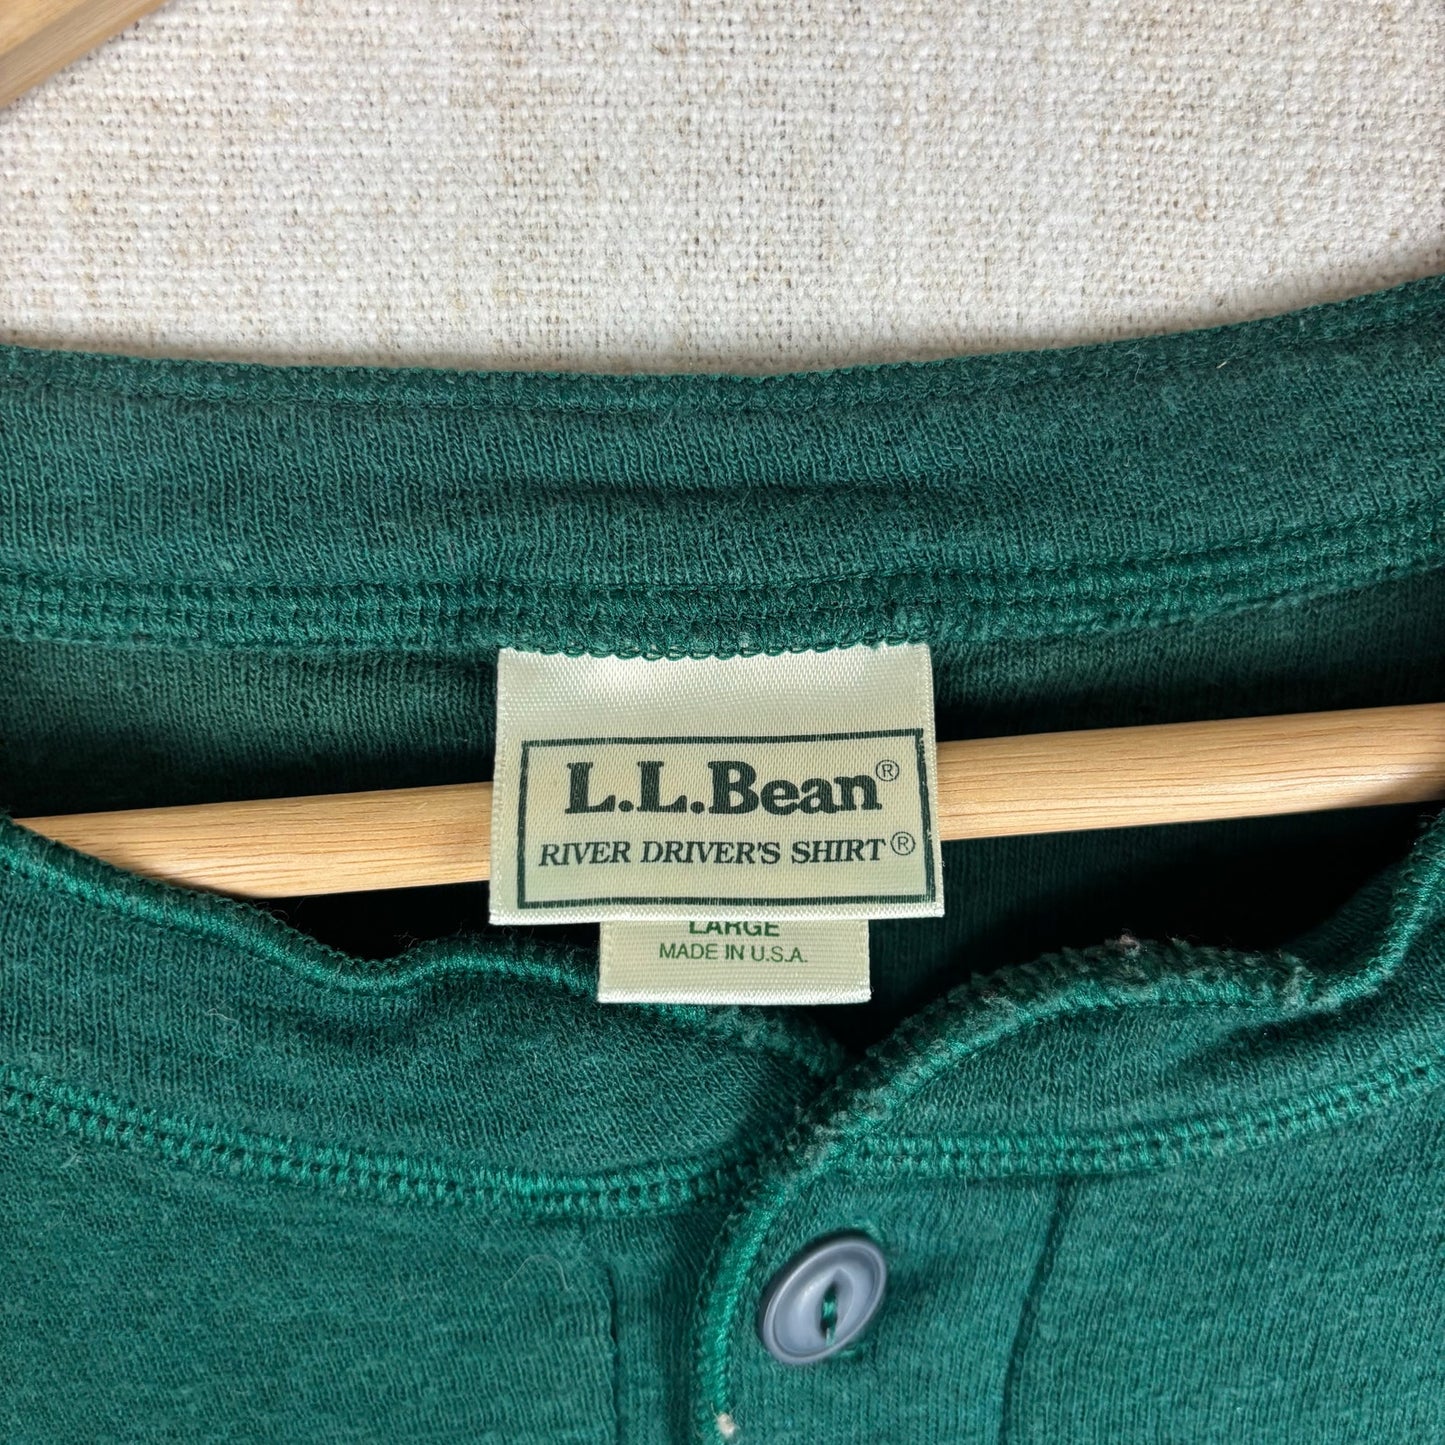 L.L.Bean®
RIVER DRIVER'S SHIRT®
LARGE
MADE IN U.S.A.